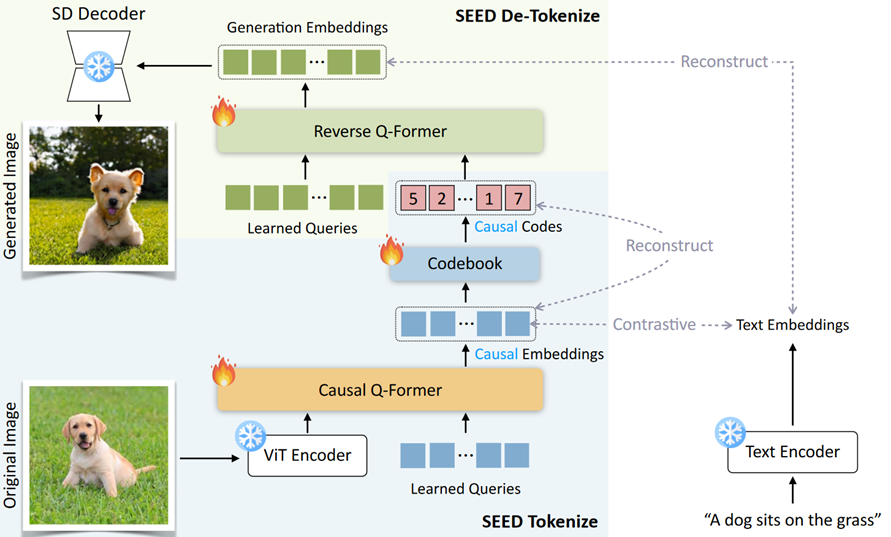 SD Decoder
SEED De-Tokenize
Generation Embeddings
Reconstruct
Reverse Q-Former
Generated Image
5 2 ... 1 7
Learned Queries
Causal Codes
Reconstruct
Codebook
Contrastive
Text Embeddings
Causal Embeddings
Causal Q-Former
Original Image
ViT Encoder
Text Encoder
Learned Queries
SEED Tokenize
“A dog sits on the grass”